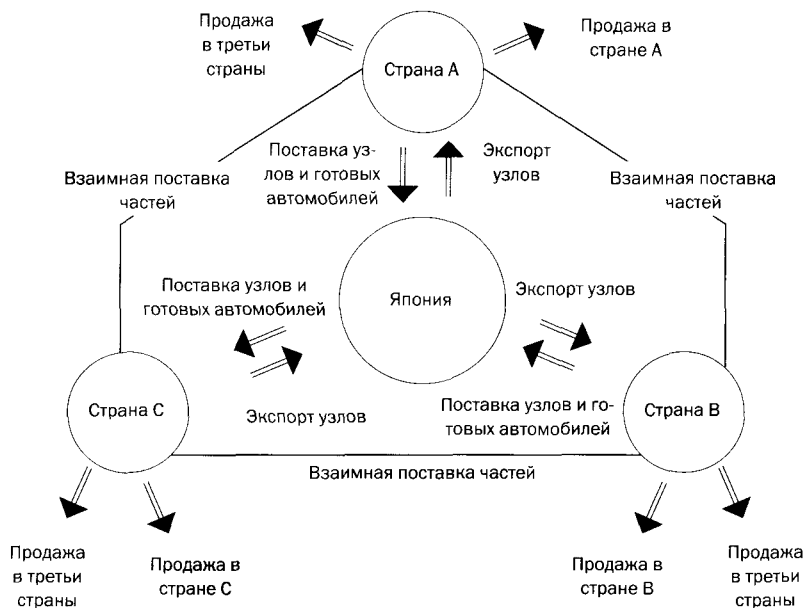 Продажа
в третьи
страны
Страна А
Продажа в
стране А
Поставка уз-
лов и готовых
автомобилей
Экспорт
узлов
Взаимная поставка
частей
Взаимная поставка
частей
Поставка узлов и
готовых автомобилей
Япония
Экспорт узлов
Страна С
Экспорт узлов
Поставка узлов и го-
товых автомобилей
Страна В
Взаимная поставка частей
Продажа
в третьи
страны
Продажа в
стране С
Продажа в
стране В
Продажа
в третьи
страны